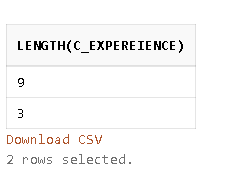 LENGTH(C_EXPEREIENCE)
9
3
Download CSV
2 rows selected.